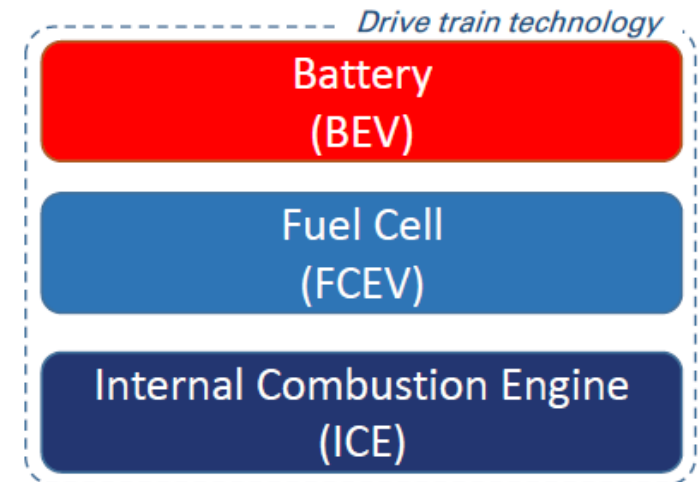 Drive train technology
Battery
(BEV)
Fuel Cell
(FCEV)
Internal Combustion Engine
(ICE)